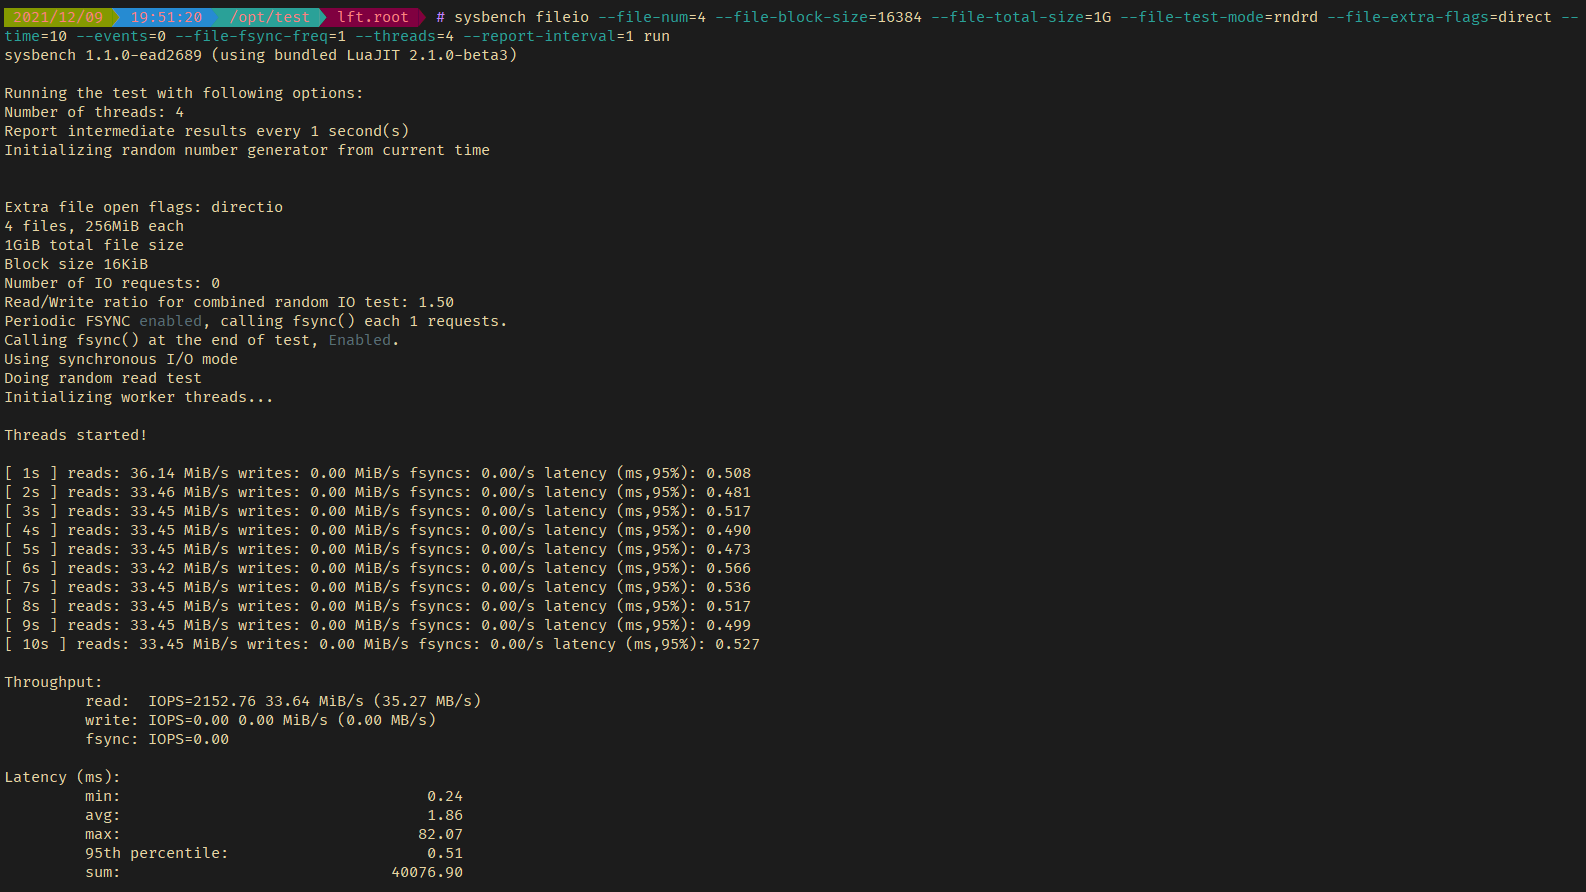 2021/12/09 19:51:20 /opt/test lft.root # sysbench fileio --file-num=4 --file-block-size=16384 --file-total-size=1G --file-test-mode=rndrd --file-extra-flags=direct --
time=10 --events=0 --file-fsync-freq=1 --threads=4 --report-interval=1 run
sysbench 1.1.0-ead2689 (using bundled LuaJIT 2.1.0-beta3)
Running the test with following options:
Number of threads: 4
Report intermediate results every 1 second(s)
Initializing random number generator from current time
Extra file open flags: directio
4 files, 256MiB each
1GiB total file size
Block size 16KiB
Number of IO requests: 0
Read/Write ratio for combined random IO test: 1.50
Periodic FSYNC enabled, calling fsync() each 1 requests.
Calling fsync() at the end of test, Enabled.
Using synchronous I/O mode
Doing random read test
Initializing worker threads...
Threads started!
[ 1s ] reads: 36.14 MiB/s writes: 0.00 MiB/s fsyncs: 0.00/s latency (ms,95%): 0.508
[ 2s ] reads: 33.46 MiB/s writes: 0.00 MiB/s fsyncs: 0.00/s latency (ms,95%): 0.481
[ 3s ] reads: 33.45 MiB/s writes: 0.00 MiB/s fsyncs: 0.00/s latency (ms,95%): 0.517
[ 4s ] reads: 33.45 MiB/s writes: 0.00 MiB/s fsyncs: 0.00/s latency (ms,95%): 0.490
[ 5s ] reads: 33.45 MiB/s writes: 0.00 MiB/s fsyncs: 0.00/s latency (ms,95%): 0.473
[ 6s ] reads: 33.42 MiB/s writes: 0.00 MiB/s fsyncs: 0.00/s latency (ms,95%): 0.566
[ 7s ] reads: 33.45 MiB/s writes: 0.00 MiB/s fsyncs: 0.00/s latency (ms,95%): 0.536
[ 8s ] reads: 33.45 MiB/s writes: 0.00 MiB/s fsyncs: 0.00/s latency (ms,95%): 0.517
[ 9s ] reads: 33.45 MiB/s writes: 0.00 MiB/s fsyncs: 0.00/s latency (ms,95%): 0.499
[ 10s ] reads: 33.45 MiB/s writes: 0.00 MiB/s fsyncs: 0.00/s latency (ms,95%): 0.527
Throughput:
read: IOPS=2152.76 33.64 MiB/s (35.27 MB/s)
write: IOPS=0.00 0.00 MiB/s (0.00 MB/s)
fsync: IOPS=0.00
Latency (ms):
min: 0.24
avg: 1.86
max: 82.07
95th percentile: 0.51
sum: 40076.90